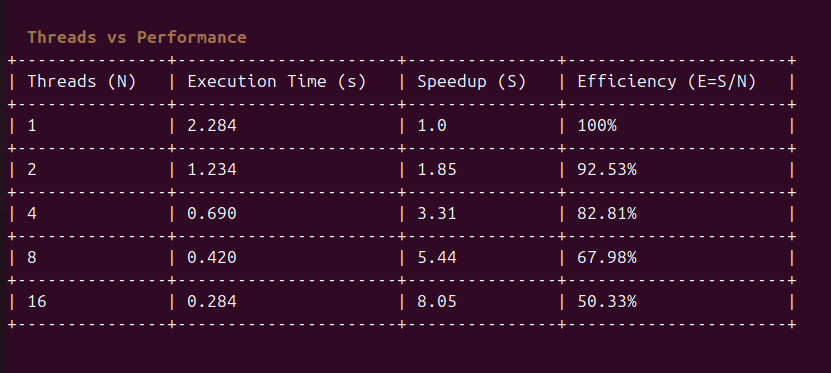 Threads vs Performance
+---------------+----------------------+---------------+----------------------+
| Threads (N)   | Execution Time (s)   | Speedup (S)   | Efficiency (E=S/N)   |
+---------------+----------------------+---------------+----------------------+
| 1             | 2.284                | 1.0           | 100%                 |
+---------------+----------------------+---------------+----------------------+
| 2             | 1.234                | 1.85          | 92.53%               |
+---------------+----------------------+---------------+----------------------+
| 4             | 0.690                | 3.31          | 82.81%               |
+---------------+----------------------+---------------+----------------------+
| 8             | 0.420                | 5.44          | 67.98%               |
+---------------+----------------------+---------------+----------------------+
| 16            | 0.284                | 8.05          | 50.33%               |
+---------------+----------------------+---------------+----------------------+